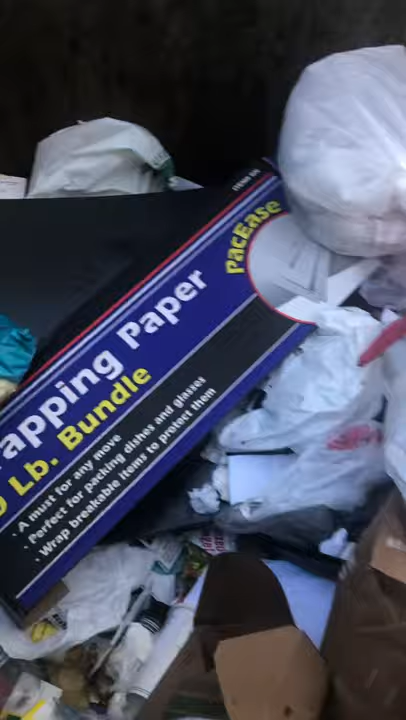 PacEase
apping Paper
Lb. Bundle
· A must for any move
· Perfect for packing dishes and glasses
· Wrap breakable items to protect them